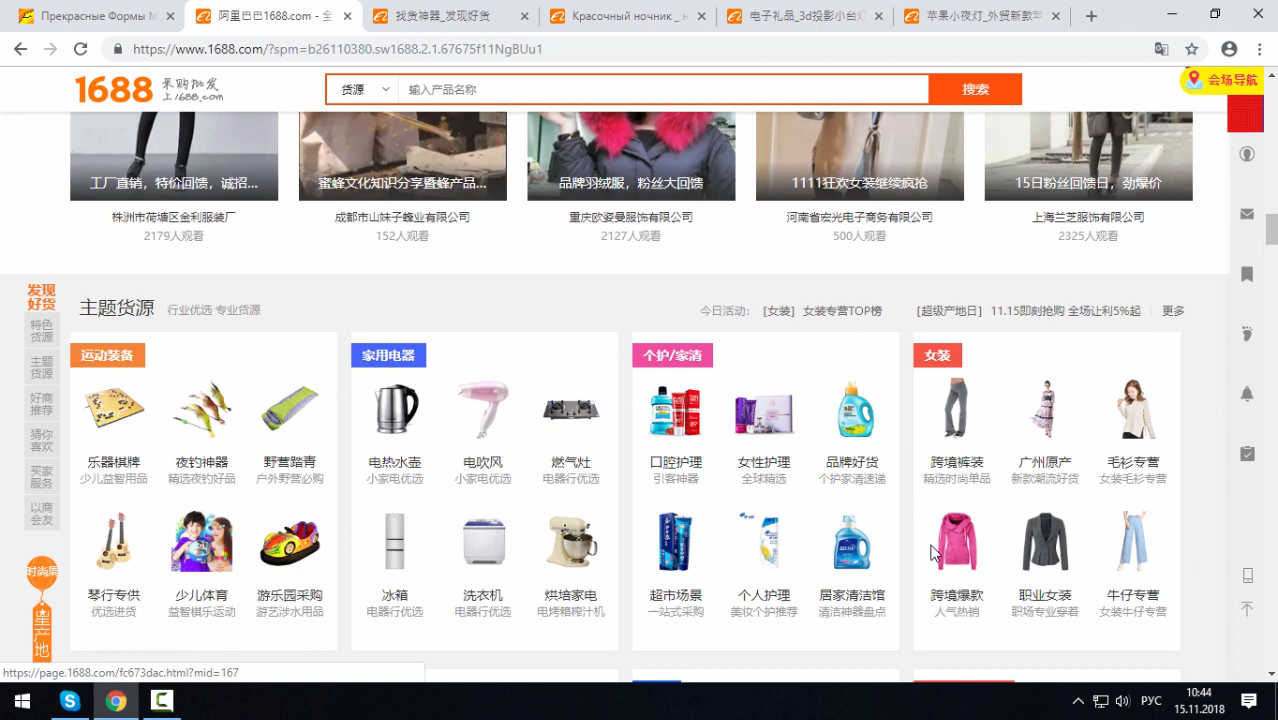 Прекрасные Формы М
阿里巴巴1688.com - 全
找货神器_发现好货
Красочный ночник _ н
电子礼品_3d投影小台灯
苹果小夜灯_外贸新款苹
https://www.1688.com/?spm=b26110380.sw1688.2.1.67675f11NgBUu1
1688 采购批发 上1688.com
货源 输入产品名称 搜索
会场导航
工厂直销，特价回馈，诚招...
蜜蜂文化知识分享暨蜂产品...
品牌羽绒服，粉丝大回馈
1111狂欢女装继续疯抢
15日粉丝回馈日，劲爆价
株洲市荷塘区金利服装厂
成都市山妹子蜂业有限公司
重庆欧姿曼服饰有限公司
河南省宏光电子商务有限公司
上海兰芝服饰有限公司
2179人观看
152人观看
2127人观看
500人观看
2325人观看
发现
好货
特色
货源
主题
货源
好商
推荐
猜你
喜欢
买家
服务
以商
会友
时尚周
星产地
主题货源 行业优选 专业货源
今日活动： [女装] 女装专营TOP榜 [超级产地日] 11.15即刻抢购 全场让利5%起 更多
运动装备
乐器棋牌 夜钓神器 野营踏青
少儿益智用品 精选夜钓好品 户外野营必购
琴行专供 少儿体育 游乐园采购
优选进货 益智棋乐运动 游艺涉水用品
家用电器
电热水壶 电吹风 燃气灶
小家电优选 小家电优选 电器行优选
冰箱 洗衣机 烘培家电
电器行优选 电器行优选 电烤箱榨汁机
个护/家清
口腔护理 女性护理 品牌好货
引客神器 全球精选 个护家清速递
超市场景 个人护理 居家清洁馆
一站式采购 美妆个护推荐 清洁神器盘点
女装
跨境裤装 广州原产 毛衫专营
精选时尚单品 新款潮流好货 女装毛衫专营
跨境爆款 职业女装 牛仔专营
人气热销 职场专业穿着 女装牛仔专营
https://page.1688.com/fc673dac.html?mid=167
РУС
10:44
15.11.2018